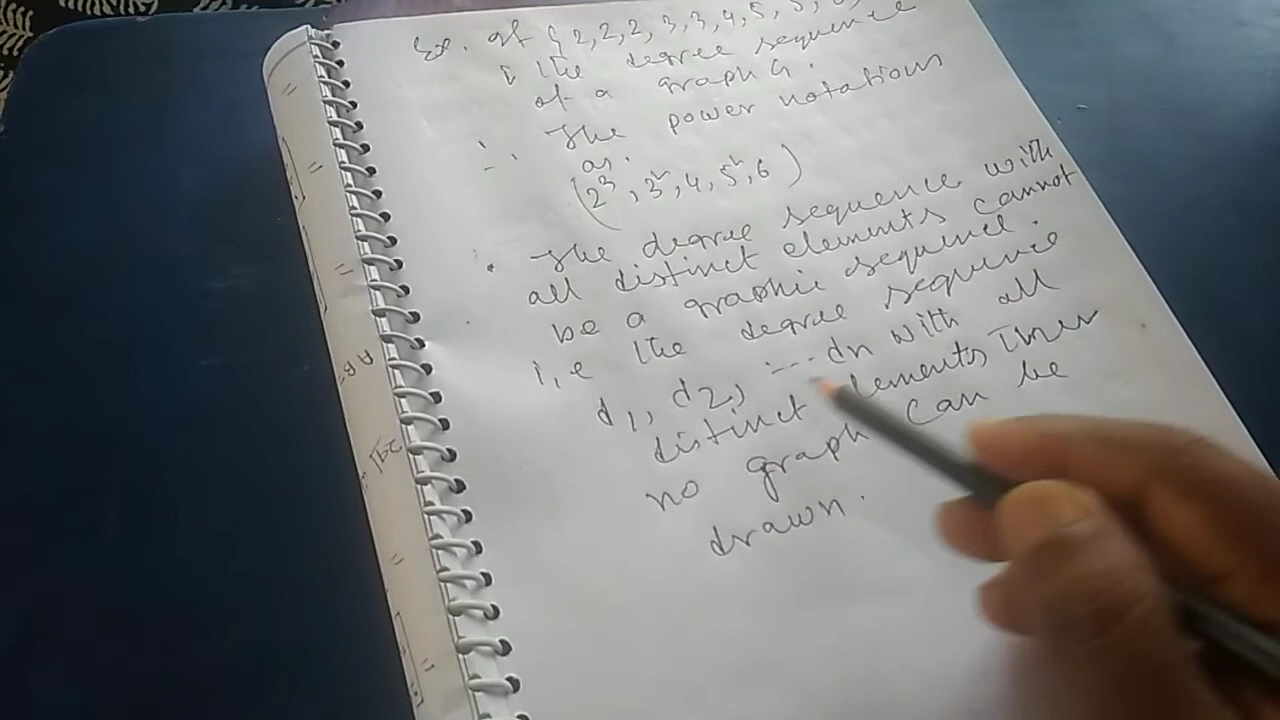 Ex. If {2,2,2,3,3,4,5,5,6
is the degree sequence
of a graph G.
∴ The power notations
as.
(2³, 3², 4, 5², 6)
• The degree sequence with
all distinct elements cannot
be a graphic sequence.
i,e the degree sequence
d1, d2, --- dn with all
distinct elements Then
no graph can be
drawn.